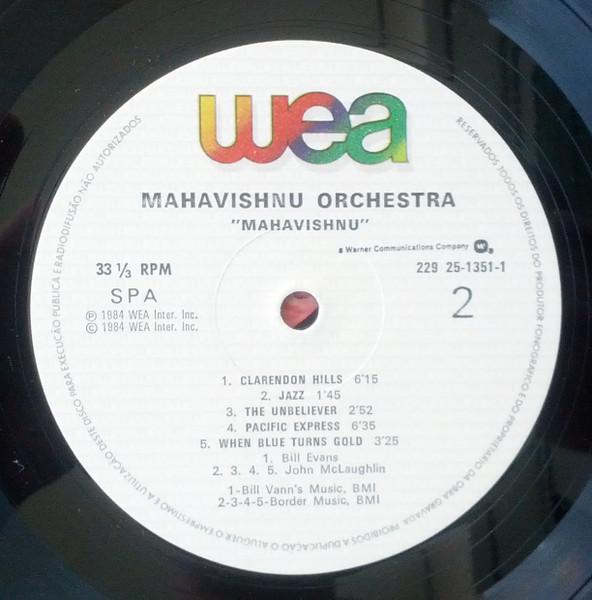 wea
MAHAVISHNU ORCHESTRA
"MAHAVISHNU"
a Warner Communications Company W ®
33 1/3 RPM
229 25-1351-1
SPA
2
Ⓟ 1984 WEA Inter. Inc.
© 1984 WEA Inter. Inc.
1. CLARENDON HILLS 6'15
2. JAZZ 1'45
3. THE UNBELIEVER 2'52
4. PACIFIC EXPRESS 6'35
5. WHEN BLUE TURNS GOLD 3'25
1. Bill Evans
2. 3. 4. 5. John McLaughlin
1-Bill Vann's Music, BMI
2-3-4-5-Border Music, BMI
RESERVADOS TODOS OS DIREITOS DO PRODUTOR FONOGRÁFICO E DO PROPRIETÁRIO DA OBRA GRAVADA. PROIBIDOS A DUPLICAÇÃO O ALUGUER O EMPRÉSTIMO E A UTILIZAÇÃO DESTE DISCO PARA EXECUÇÃO PUBLICA E RADIODIFUSÃO NÃO AUTORIZADOS